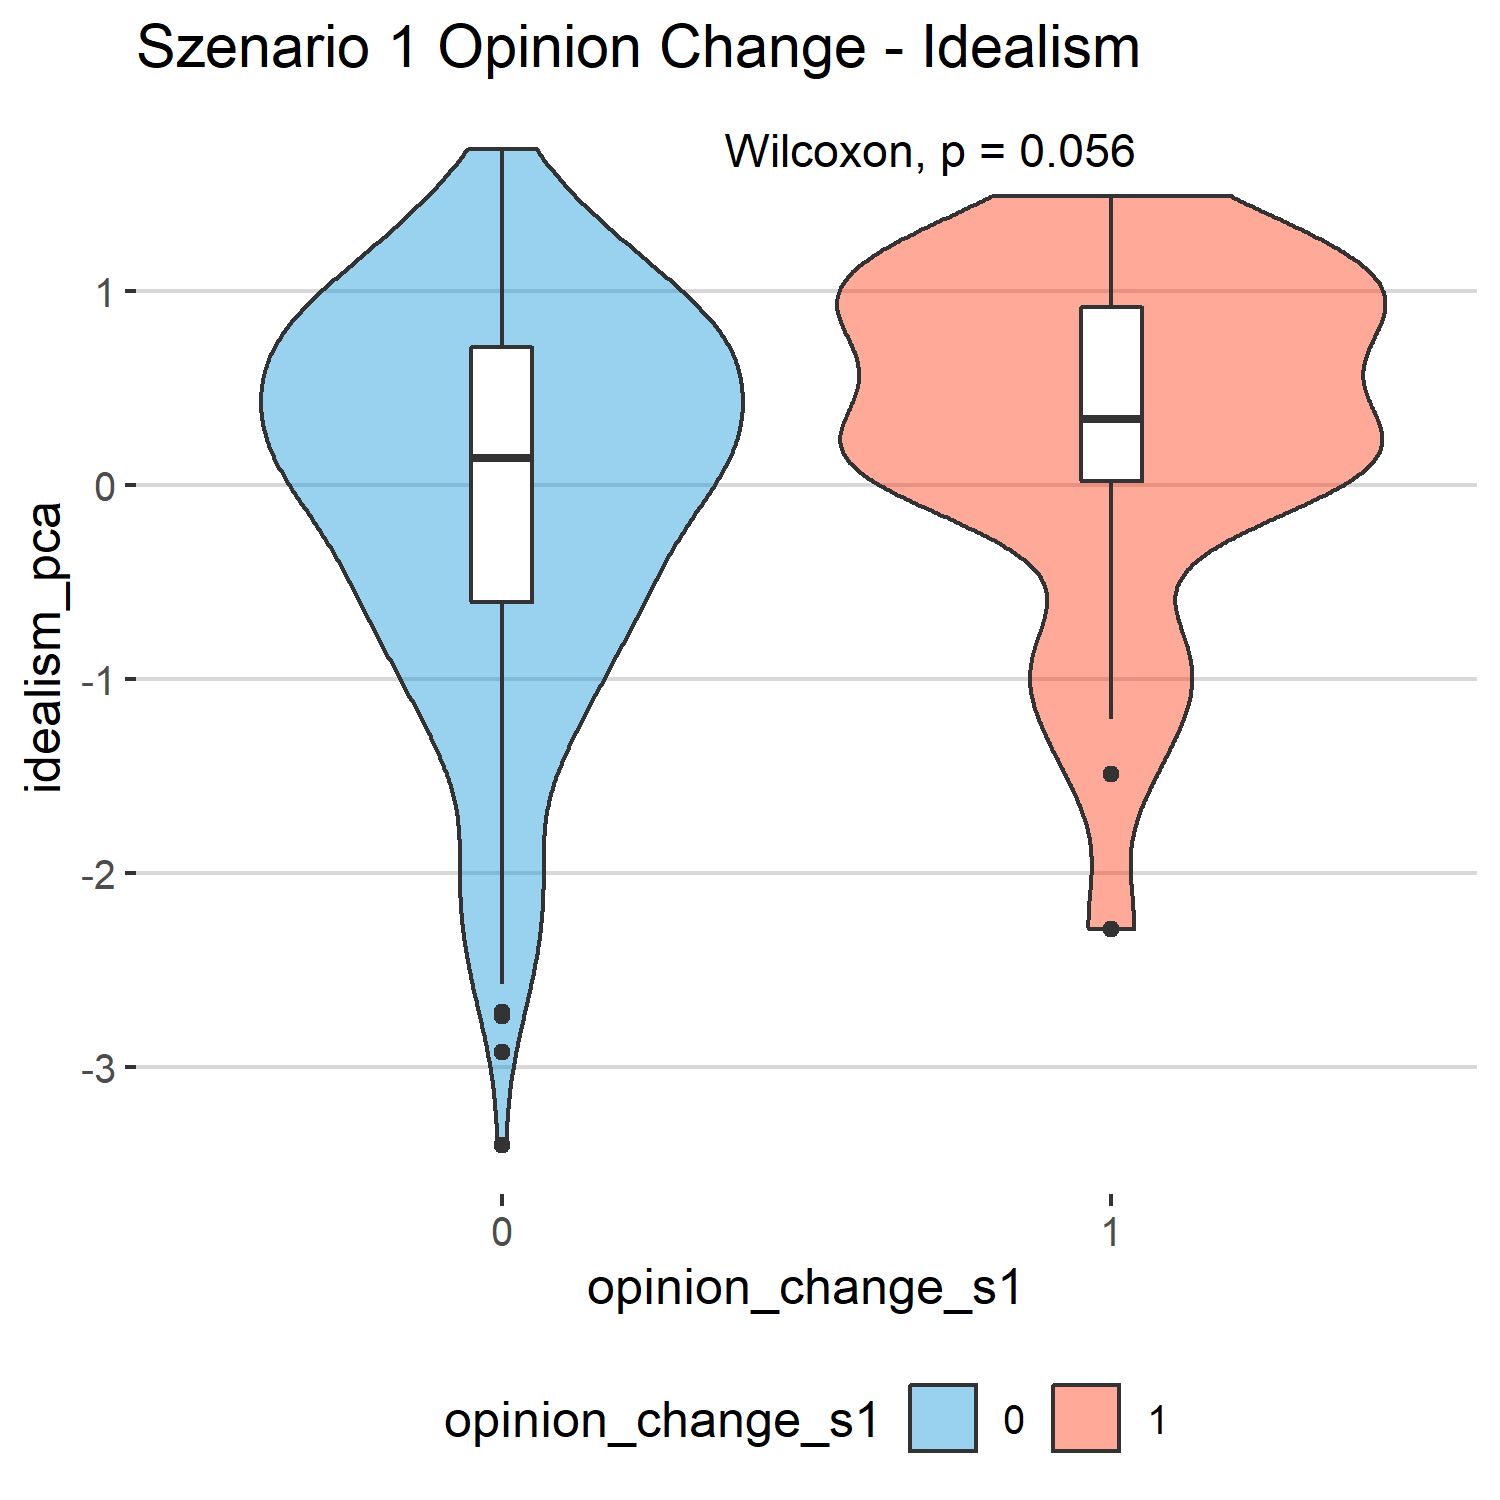 Szenario 1 Opinion Change - Idealism
Wilcoxon, p = 0.056
idealism_pca
1
0
-1
-2
-3
0
1
opinion_change_s1
opinion_change_s1 0 1